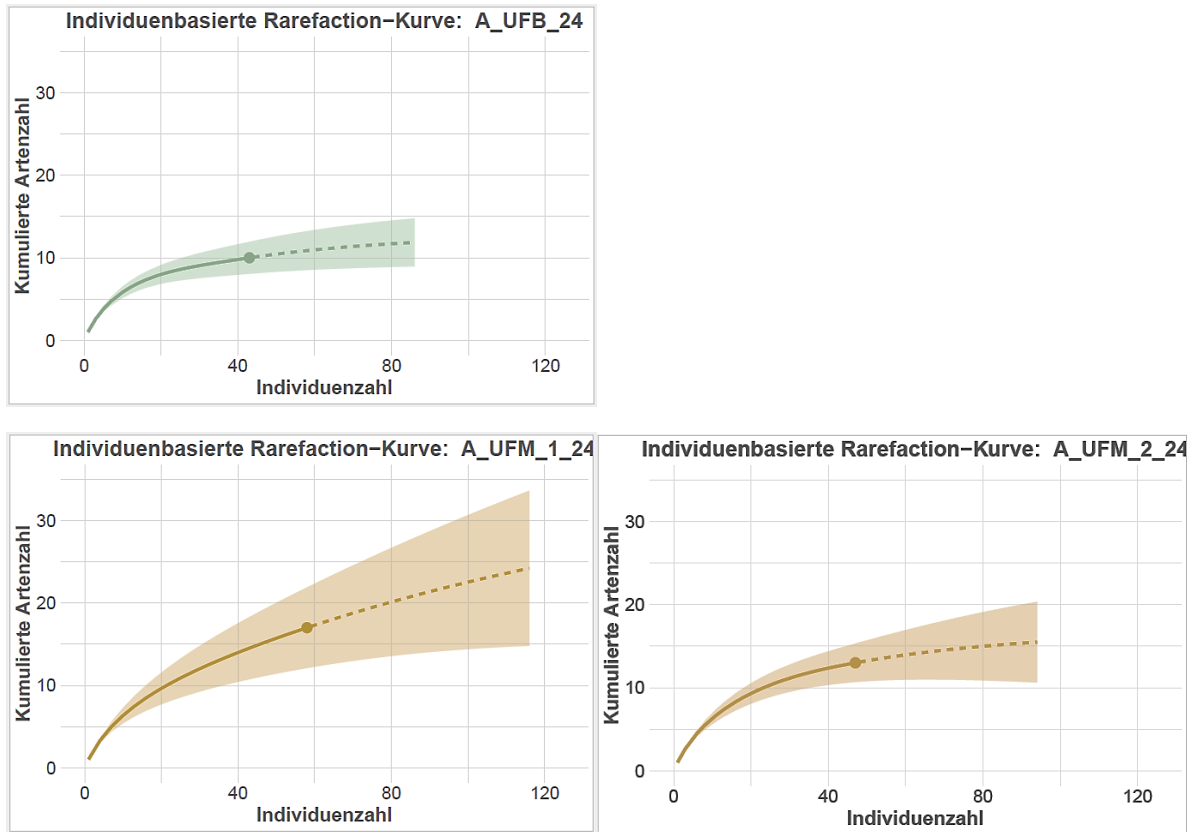 Individuenbasierte Rarefaction−Kurve:  A_UFB_24
Kumulierte Artenzahl
30
20
10
0
0 40 80 120
Individuenzahl
Individuenbasierte Rarefaction−Kurve:  A_UFM_1_24
Kumulierte Artenzahl
30
20
10
0
0 40 80 120
Individuenzahl
Individuenbasierte Rarefaction−Kurve:  A_UFM_2_24
Kumulierte Artenzahl
30
20
10
0
0 40 80 120
Individuenzahl